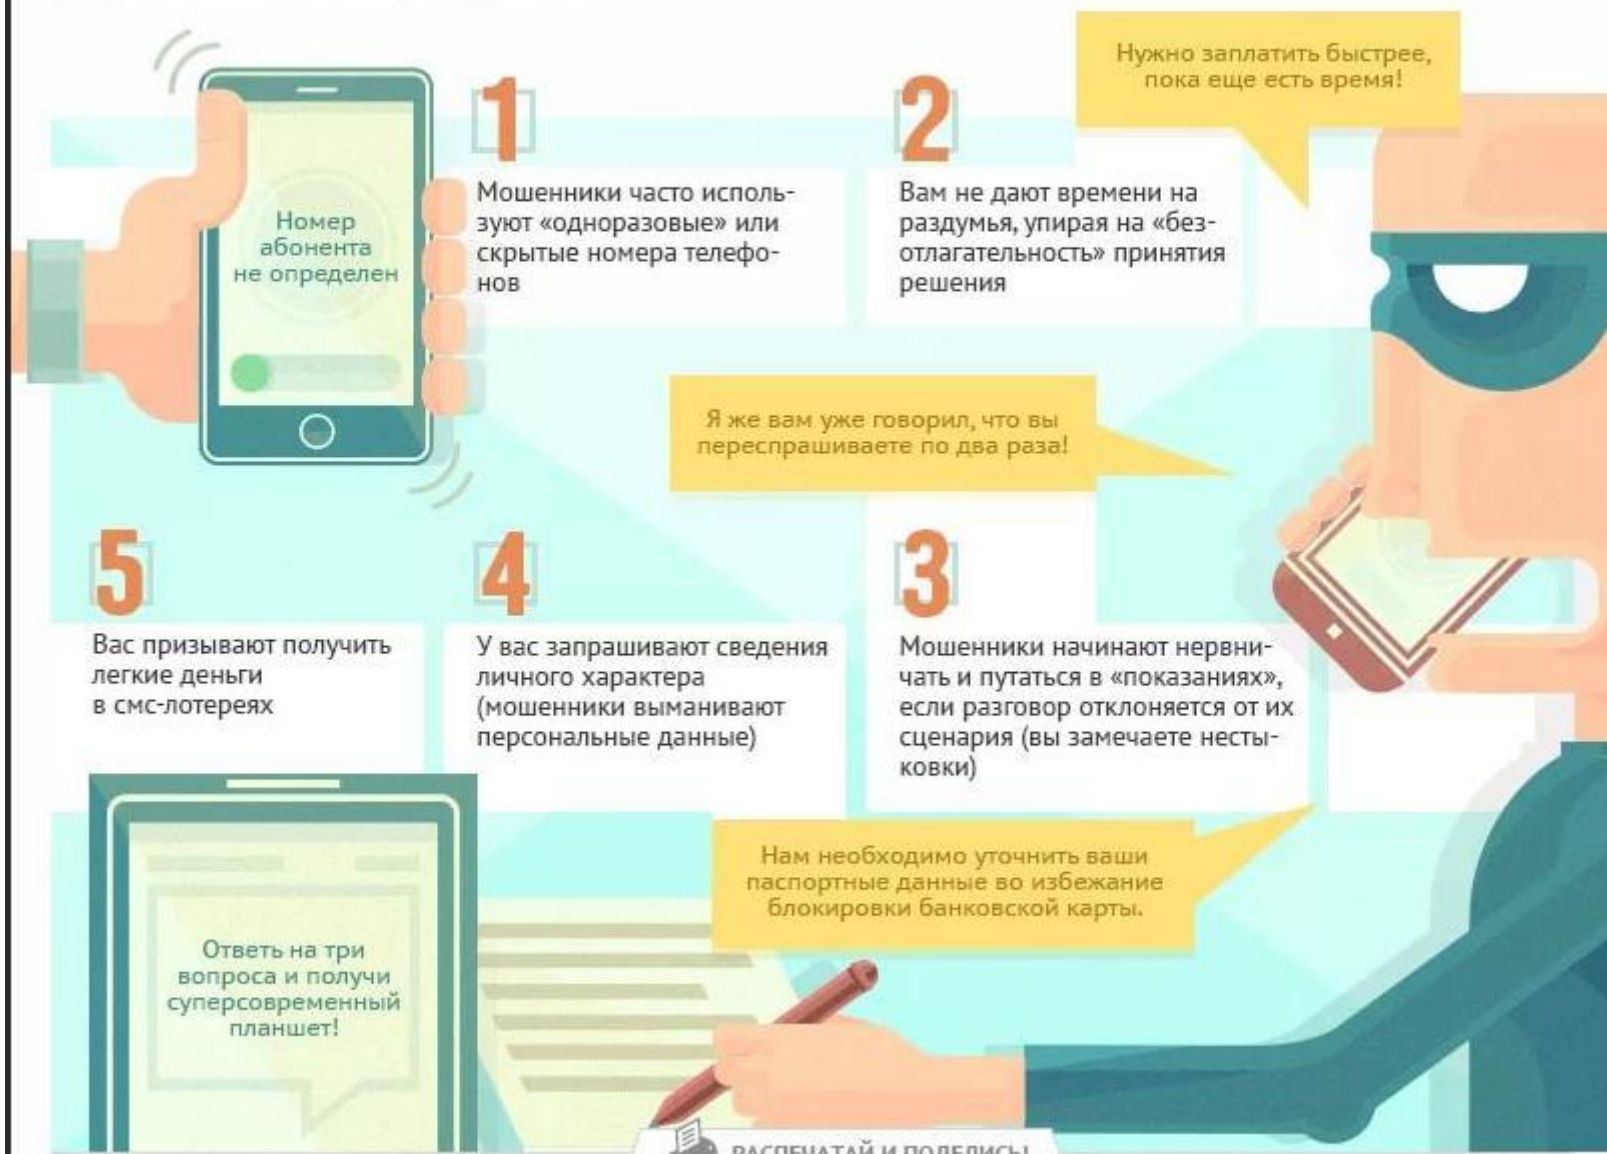 Номер
абонента
не определен
1
Мошенники часто исполь-
зуют «одноразовые» или
скрытые номера телефо-
нов
2
Вам не дают времени на
раздумья, упирая на «без-
отлагательность» принятия
решения
Нужно заплатить быстрее,
пока еще есть время!
Я же вам уже говорил, что вы
переспрашиваете по два раза!
3
Мошенники начинают нервни-
чать и путаться в «показаниях»,
если разговор отклоняется от их
сценария (вы замечаете несты-
ковки)
4
У вас запрашивают сведения
личного характера
(мошенники выманивают
персональные данные)
Нам необходимо уточнить ваши
паспортные данные во избежание
блокировки банковской карты.
5
Вас призывают получить
легкие деньги
в смс-лотереях
Ответь на три
вопроса и получи
суперсовременный
планшет!
РАСПЕЧАТАЙ И ПОДЕЛИСЬ!